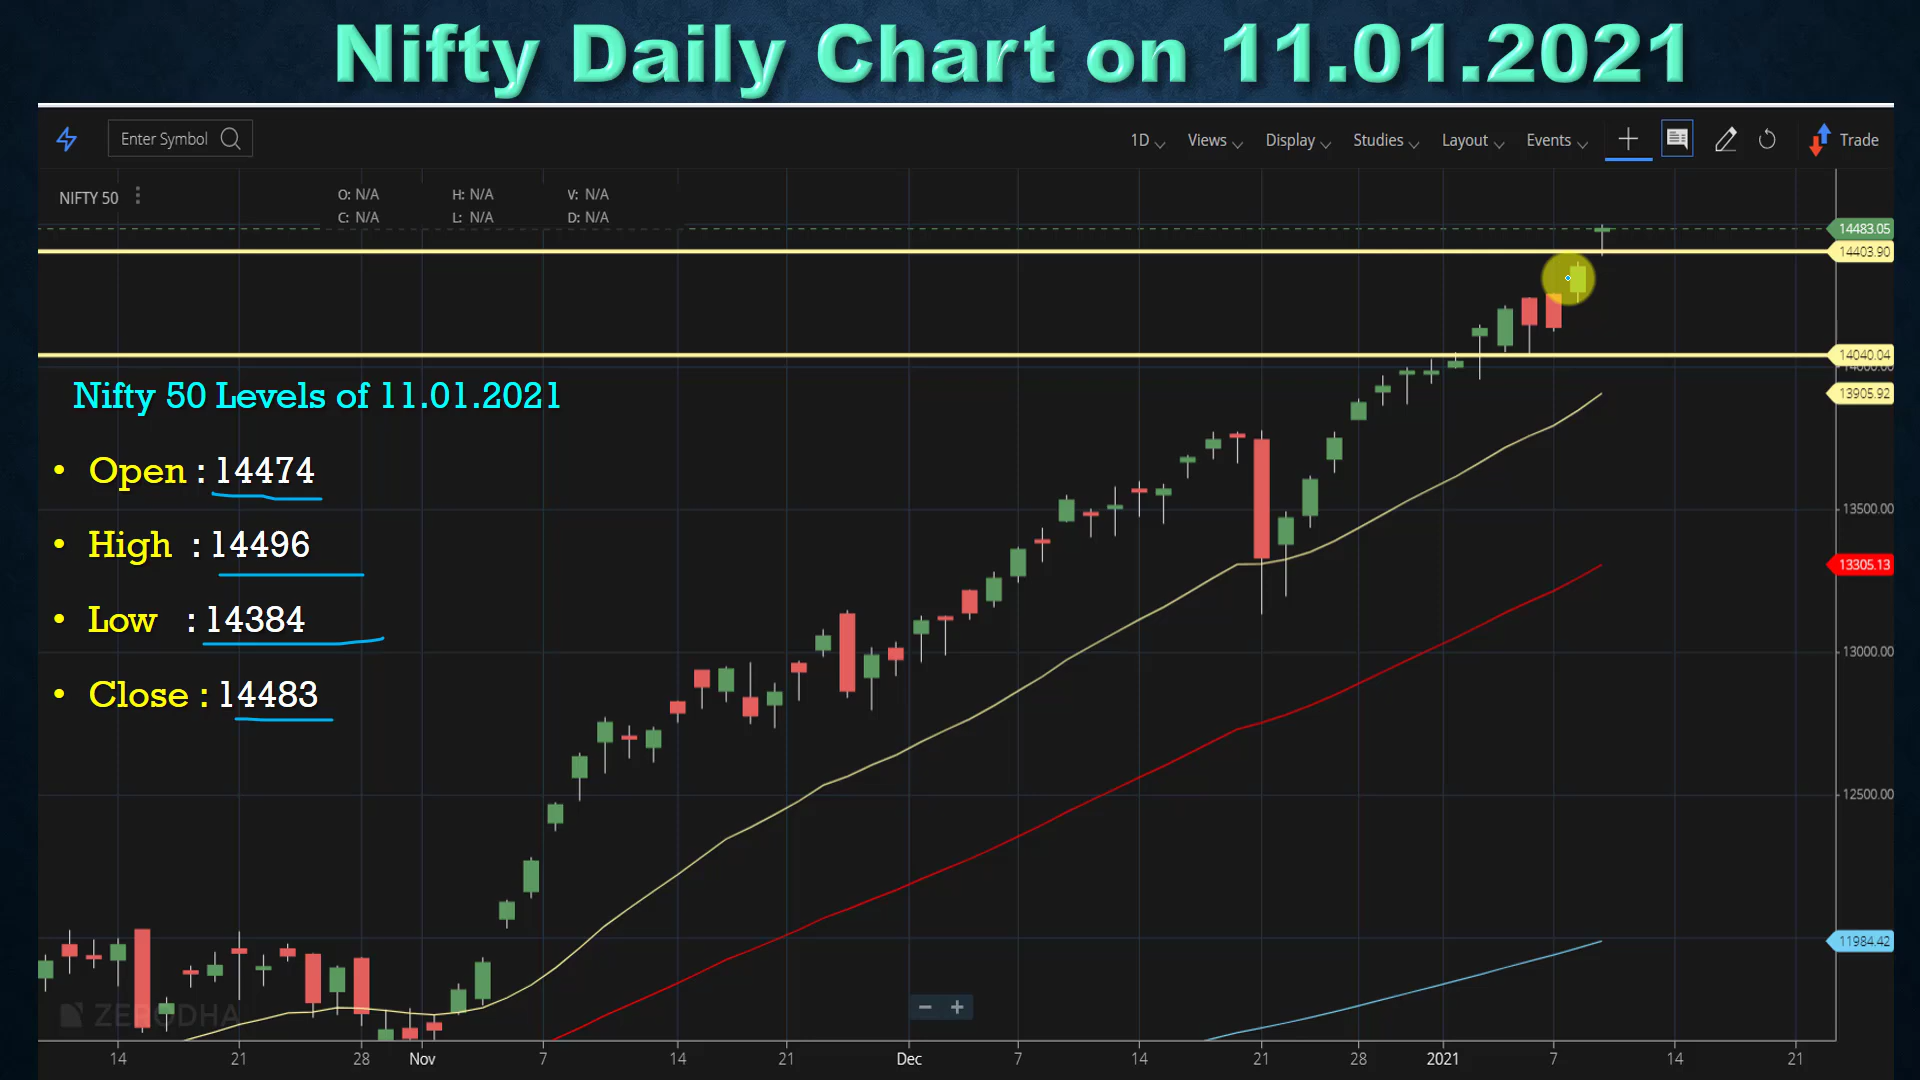 Nifty Daily Chart on 11.01.2021
Enter Symbol
1D Views Display Studies Layout Events Trade
NIFTY 50
O: N/A H: N/A V: N/A
C: N/A L: N/A D: N/A
14483.05
14403.90
14040.04
14000.00
13905.92
13500.00
13305.13
13000.00
12500.00
11984.42
Nifty 50 Levels of 11.01.2021
• Open : 14474
• High : 14496
• Low : 14384
• Close : 14483
ZERODHA
− +
14 21 28 Nov 7 14 21 Dec 7 14 21 28 2021 7 14 21